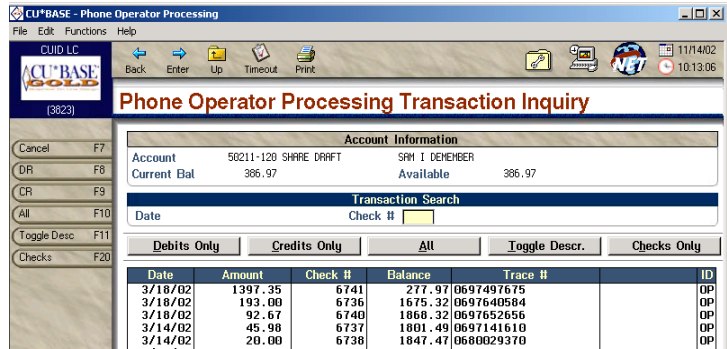 CU*BASE - Phone Operator Processing
File Edit Functions Help
CUID LC
CU*BASE
GOLD
(3823)
Back Enter Up Timeout Print
NET
11/14/02
10:13:06
Phone Operator Processing Transaction Inquiry
Cancel F7
DR F8
CR F9
All F10
Toggle Desc F11
Checks F20
Account Information
Account 50211-120 SHARE DRAFT SAM I DEMEMBER
Current Bal 386.97 Available 386.97
Transaction Search
Date Check #
Debits Only Credits Only All Toggle Descr. Checks Only
Date Amount Check # Balance Trace # ID
3/18/02 1397.35 6741 277.97 0697497675 OP
3/18/02 193.00 6736 1675.32 0697640584 OP
3/18/02 92.67 6740 1868.32 0697652656 OP
3/14/02 45.98 6737 1801.49 0697141610 OP
3/14/02 20.00 6738 1847.47 0680029370 OP